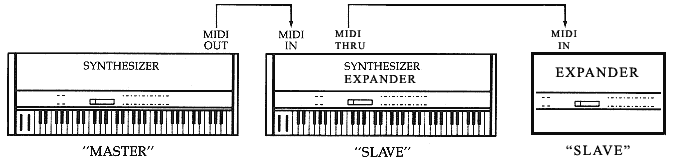 MIDI OUT
MIDI IN
MIDI THRU
MIDI IN
SYNTHESIZER
SYNTHESIZER
EXPANDER
EXPANDER
"MASTER"
"SLAVE"
"SLAVE"